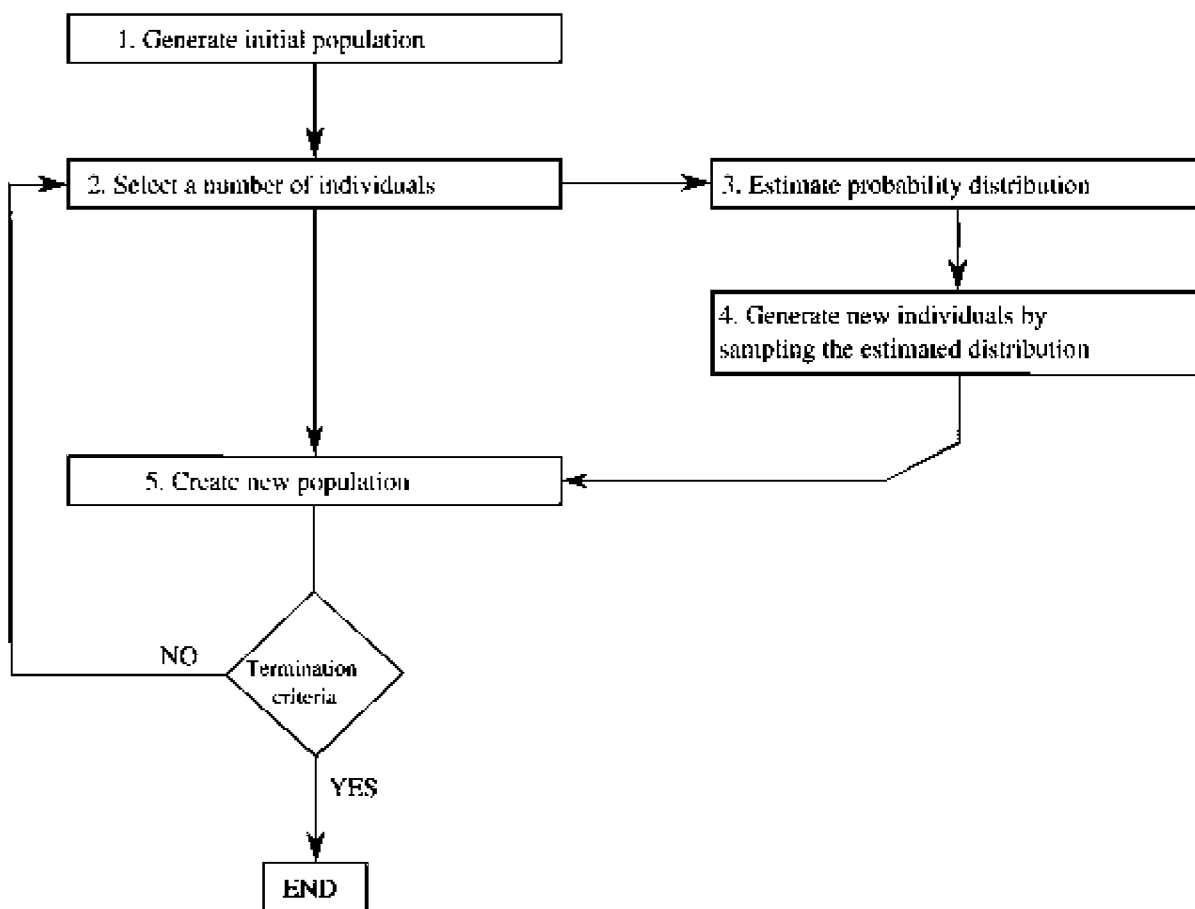 1. Generate initial population
2. Select a number of individuals
3. Estimate probability distribution
4. Generate new individuals by
sampling the estimated distribution
5. Create new population
NO
Termination
criteria
YES
END